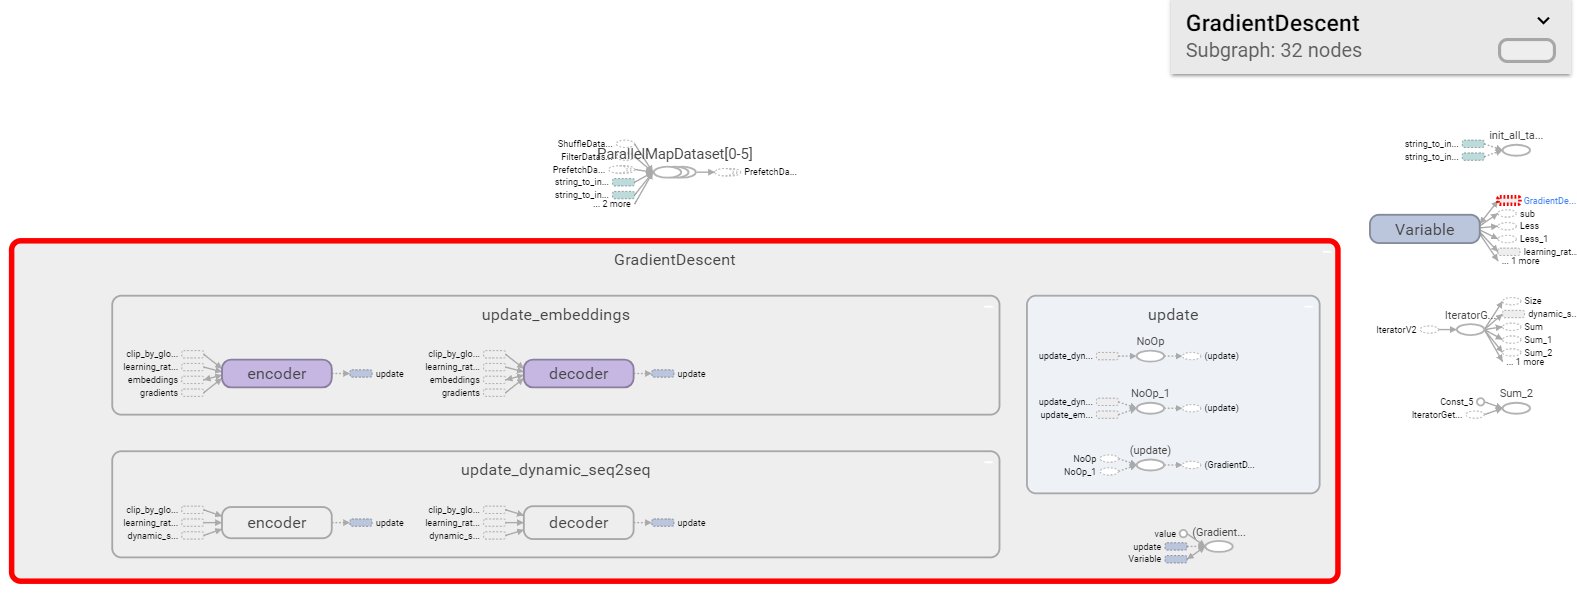 GradientDescent
Subgraph: 32 nodes
ShuffleData...
FilterDatas...
ParallelMapDataset[0-5]
PrefetchDa...
PrefetchDa...
string_to_in...
string_to_in...
... 2 more
init_all_ta...
string_to_in...
string_to_in...
Variable
GradientDe...
sub
Less
Less_1
learning_rat...
... 1 more
IteratorG...
IteratorV2
Size
dynamic_s...
Sum
Sum_1
Sum_2
... 1 more
Sum_2
Const_5
IteratorGet...
GradientDescent
update_embeddings
clip_by_glo...
learning_rat...
embeddings
gradients
encoder
update
clip_by_glo...
learning_rat...
embeddings
gradients
decoder
update
update_dynamic_seq2seq
clip_by_glo...
learning_rat...
dynamic_s...
encoder
update
clip_by_glo...
learning_rat...
dynamic_s...
decoder
update
update
NoOp
update_dyn...
(update)
NoOp_1
update_dyn...
update_em...
(update)
(update)
NoOp
NoOp_1
(GradientD...
(Gradient...
value
update
Variable